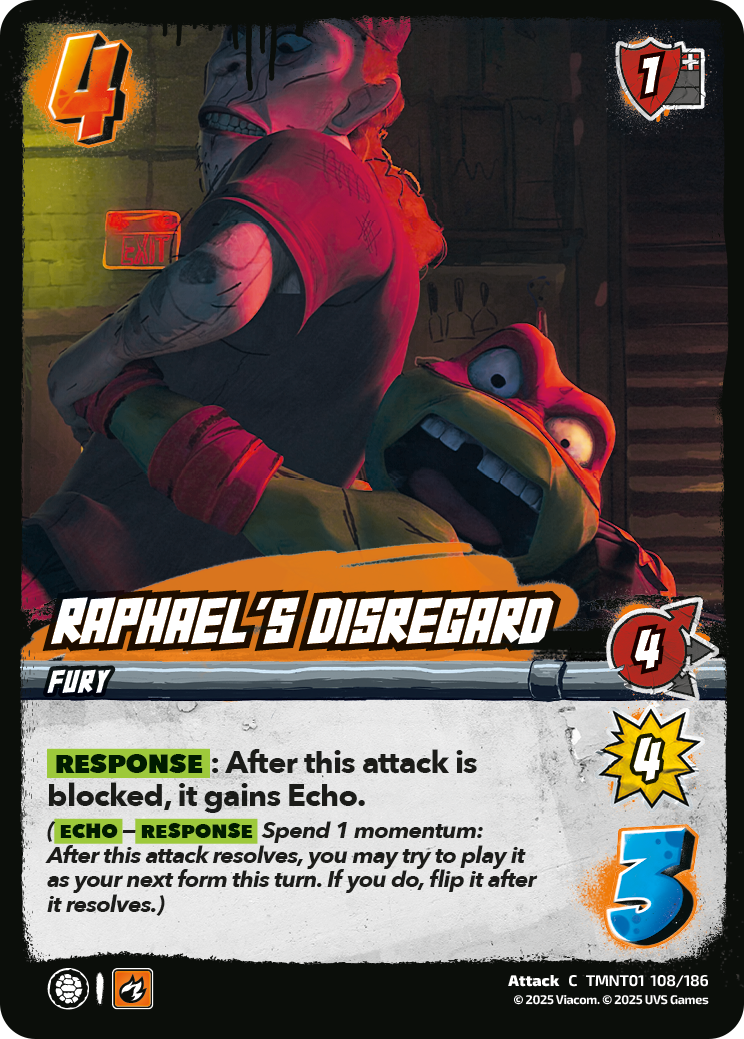 4
1
EXIT
RAPHAEL'S DISREGARD
4
FURY
4
RESPONSE: After this attack is
blocked, it gains Echo.
(ECHO—RESPONSE Spend 1 momentum:
After this attack resolves, you may try to play it
as your next form this turn. If you do, flip it after
it resolves.)
3
Attack C TMNT01 108/186
© 2025 Viacom. © 2025 UVS Games